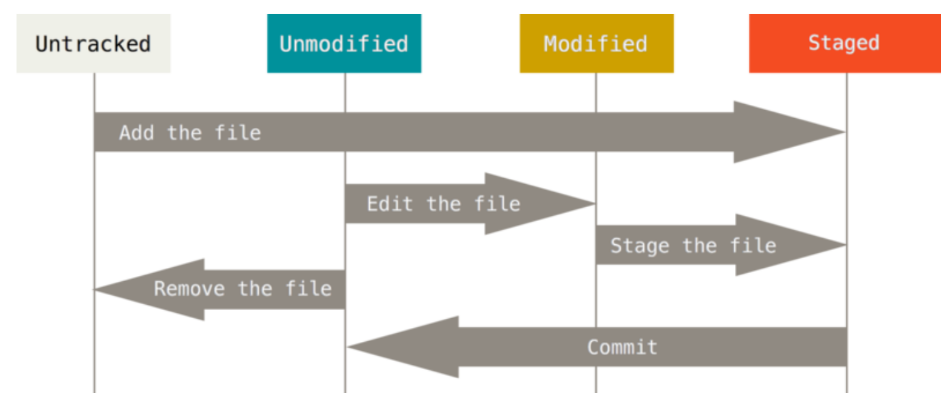 Untracked
Unmodified
Modified
Staged
Add the file
Edit the file
Stage the file
Remove the file
Commit